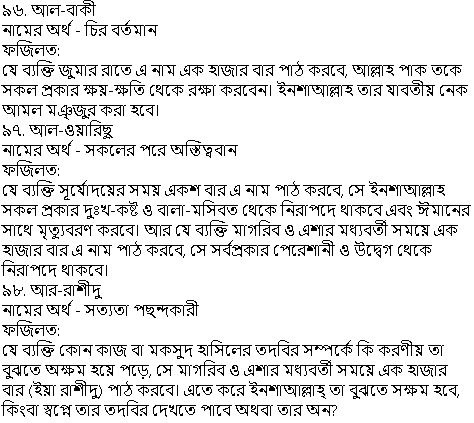 ৯৬. আল-বাকী
নামের অর্থ - চির বর্তমান
ফজিলত:
যে ব্যক্তি জুমার রাতে এ নাম এক হাজার বার পাঠ করবে, আল্লাহ পাক তকে
সকল প্রকার ক্ষয়-ক্ষতি থেকে রক্ষা করবেন। ইনশাআল্লাহ তার যাবতীয় নেক
আমল মঞ্জুর করা হবে।
৯৭. আল-ওয়ারিছু
নামের অর্থ - সকলের পরে অস্তিত্ববান
ফজিলত:
যে ব্যক্তি সূর্যোদয়ের সময় একশ বার এ নাম পাঠ করবে, সে ইনশাআল্লাহ
সকল প্রকার দুঃখ-কষ্ট ও বালা-মসিবত থেকে নিরাপদে থাকবে এবং ঈমানের
সাথে মৃত্যুবরণ করবে। আর যে ব্যক্তি মাগরিব ও এশার মধ্যবর্তী সময়ে এক
হাজার বার এ নাম পাঠ করবে, সে সর্বপ্রকার পেরেশানী ও উদ্বেগ থেকে
নিরাপদে থাকবে।
৯৮. আর-রাশীদু
নামের অর্থ - সত্যতা পছন্দকারী
ফজিলত:
যে ব্যক্তি কোন কাজ বা মকসুদ হাসিলের তদবির সম্পর্কে কি করণীয় তা
বুঝতে অক্ষম হয়ে পড়ে, সে মাগরিব ও এশার মধ্যবর্তী সময়ে এক হাজার
বার (ইয়া রাশীদু) পাঠ করবে। এতে করে ইনশাআল্লাহ্ তা বুঝতে সক্ষম হবে,
কিংবা স্বপ্নে তার তদবির দেখতে পাবে অথবা তার অন?